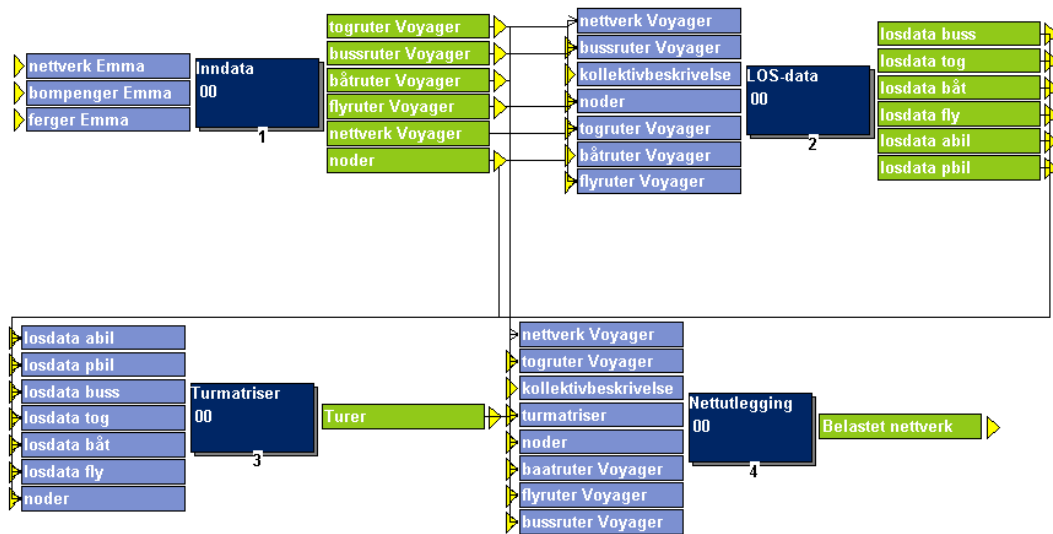 nettverk Emma
bompenger Emma
ferger Emma
Inndata
00
1
togruter Voyager
bussruter Voyager
båtruter Voyager
flyruter Voyager
nettverk Voyager
noder
nettverk Voyager
bussruter Voyager
kollektivbeskrivelse
noder
togruter Voyager
båtruter Voyager
flyruter Voyager
LOS-data
00
2
losdata buss
losdata tog
losdata båt
losdata fly
losdata abil
losdata pbil
losdata abil
losdata pbil
losdata buss
losdata tog
losdata båt
losdata fly
noder
Turmatriser
00
3
Turer
nettverk Voyager
togruter Voyager
kollektivbeskrivelse
turmatriser
noder
baatruter Voyager
flyruter Voyager
bussruter Voyager
Nettutlegging
00
4
Belastet nettverk